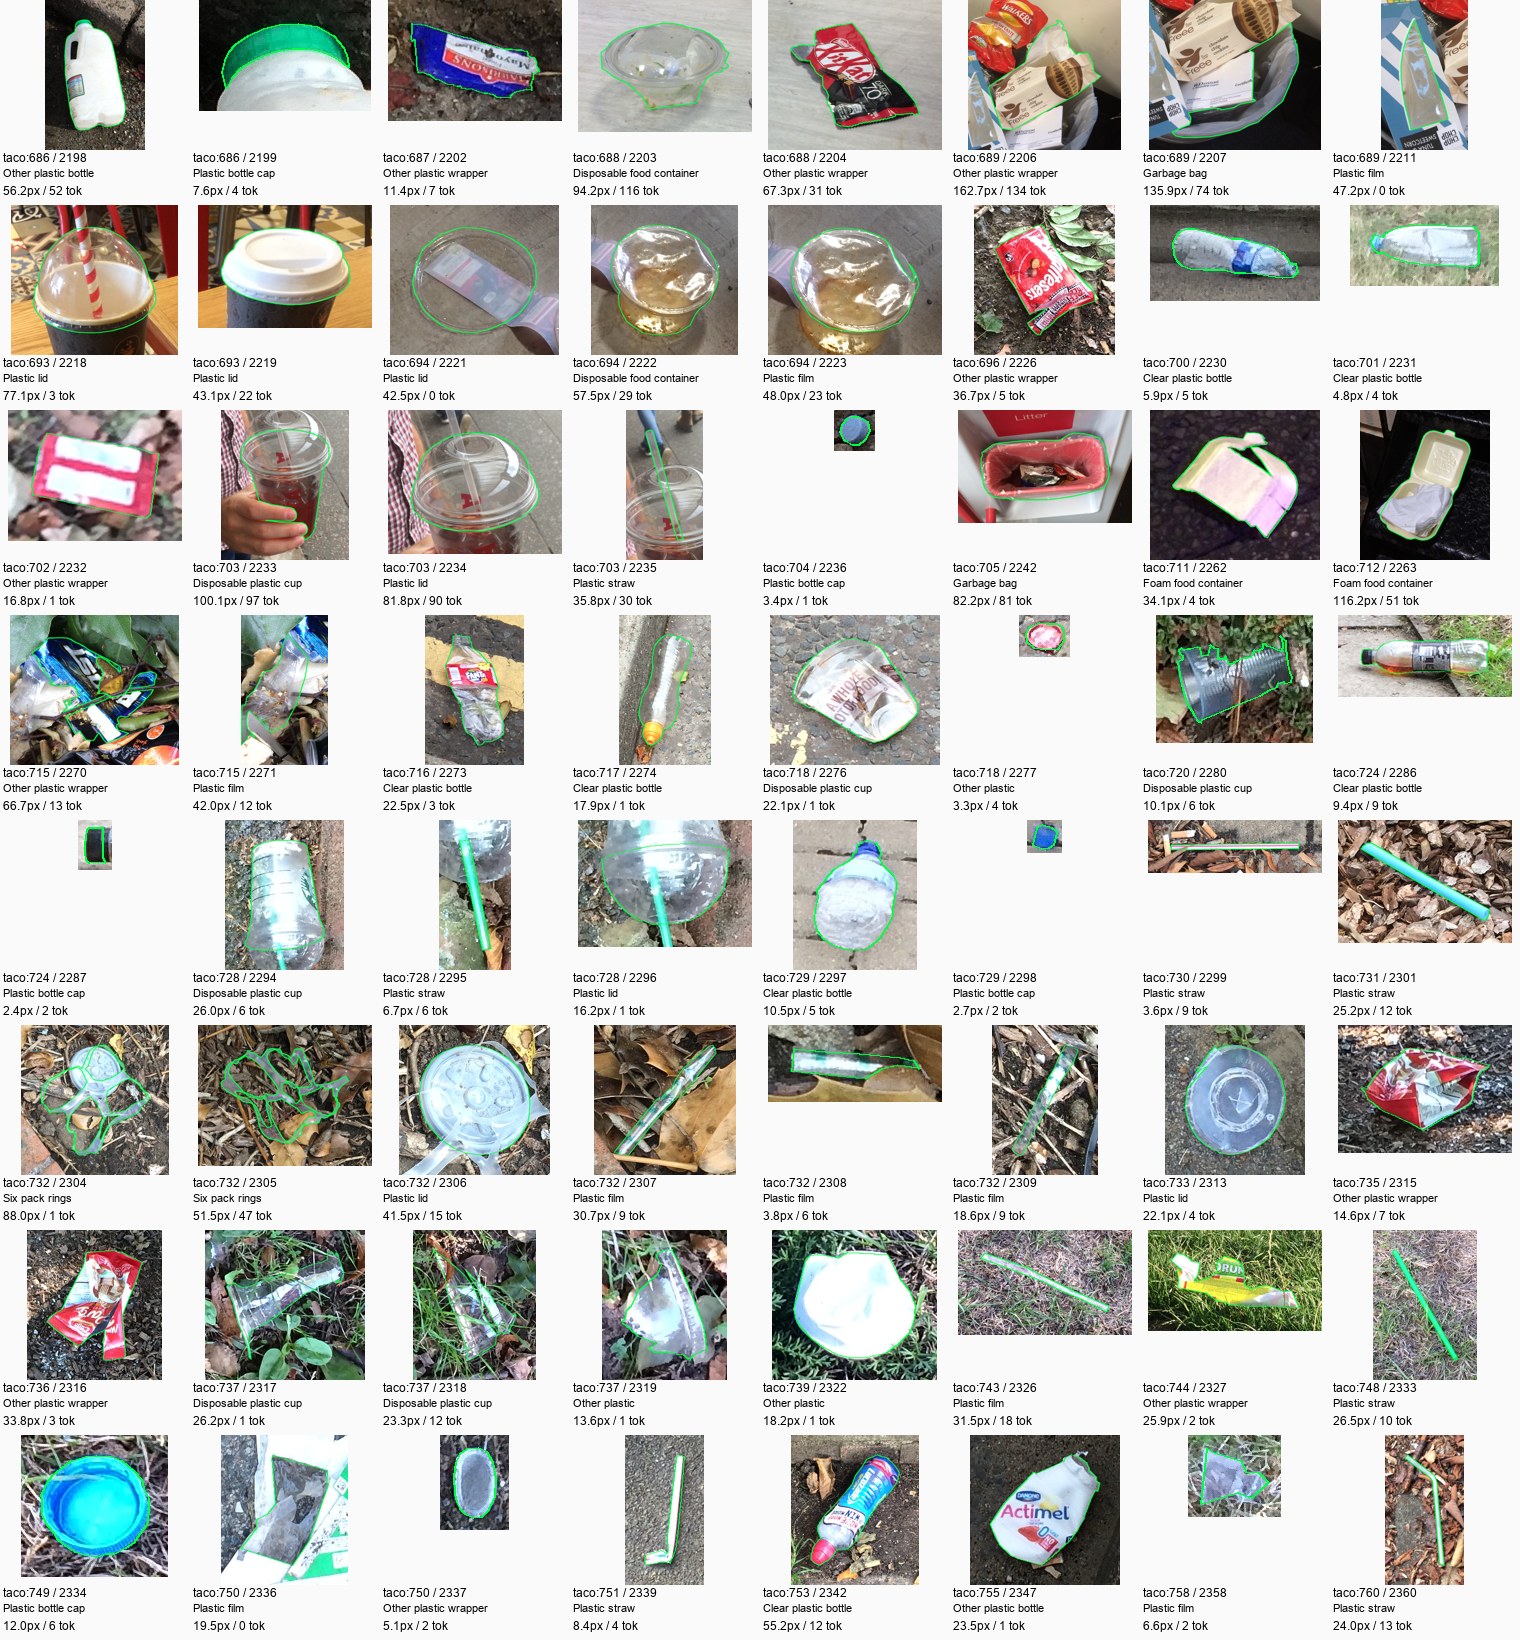 taco:686 / 2198
Other plastic bottle
56.2px / 52 tok
taco:686 / 2199
Plastic bottle cap
7.6px / 4 tok
Mayonnaise
taco:687 / 2202
Other plastic wrapper
11.4px / 7 tok
taco:688 / 2203
Disposable food container
94.2px / 116 tok
KitKat
70
taco:688 / 2204
Other plastic wrapper
67.3px / 31 tok
WALKERS
Freee
taco:689 / 2206
Other plastic wrapper
162.7px / 134 tok
Freee
taco:689 / 2207
Garbage bag
135.9px / 74 tok
CHOP CHOP
TUNA &
SWEETCORN
taco:689 / 2211
Plastic film
47.2px / 0 tok
taco:693 / 2218
Plastic lid
77.1px / 3 tok
taco:693 / 2219
Plastic lid
43.1px / 22 tok
taco:694 / 2221
Plastic lid
42.5px / 0 tok
taco:694 / 2222
Disposable food container
57.5px / 29 tok
taco:694 / 2223
Plastic film
48.0px / 23 tok
taco:696 / 2226
Other plastic wrapper
36.7px / 5 tok
taco:700 / 2230
Clear plastic bottle
5.9px / 5 tok
taco:701 / 2231
Clear plastic bottle
4.8px / 4 tok
taco:702 / 2232
Other plastic wrapper
16.8px / 1 tok
taco:703 / 2233
Disposable plastic cup
100.1px / 97 tok
taco:703 / 2234
Plastic lid
81.8px / 90 tok
taco:703 / 2235
Plastic straw
35.8px / 30 tok
taco:704 / 2236
Plastic bottle cap
3.4px / 1 tok
Litter
taco:705 / 2242
Garbage bag
82.2px / 81 tok
taco:711 / 2262
Foam food container
34.1px / 4 tok
taco:712 / 2263
Foam food container
116.2px / 51 tok
taco:715 / 2270
Other plastic wrapper
66.7px / 13 tok
taco:715 / 2271
Plastic film
42.0px / 12 tok
taco:716 / 2273
Clear plastic bottle
22.5px / 3 tok
taco:717 / 2274
Clear plastic bottle
17.9px / 1 tok
A WHOLE
taco:718 / 2276
Disposable plastic cup
22.1px / 1 tok
taco:718 / 2277
Other plastic
3.3px / 4 tok
taco:720 / 2280
Disposable plastic cup
10.1px / 6 tok
taco:724 / 2286
Clear plastic bottle
9.4px / 9 tok
taco:724 / 2287
Plastic bottle cap
2.4px / 2 tok
taco:728 / 2294
Disposable plastic cup
26.0px / 6 tok
taco:728 / 2295
Plastic straw
6.7px / 6 tok
taco:728 / 2296
Plastic lid
16.2px / 1 tok
taco:729 / 2297
Clear plastic bottle
10.5px / 5 tok
taco:729 / 2298
Plastic bottle cap
2.7px / 2 tok
taco:730 / 2299
Plastic straw
3.6px / 9 tok
taco:731 / 2301
Plastic straw
25.2px / 12 tok
taco:732 / 2304
Six pack rings
88.0px / 1 tok
taco:732 / 2305
Six pack rings
51.5px / 47 tok
taco:732 / 2306
Plastic lid
41.5px / 15 tok
taco:732 / 2307
Plastic film
30.7px / 9 tok
taco:732 / 2308
Plastic film
3.8px / 6 tok
taco:732 / 2309
Plastic film
18.6px / 9 tok
taco:733 / 2313
Plastic lid
22.1px / 4 tok
taco:735 / 2315
Other plastic wrapper
14.6px / 7 tok
taco:736 / 2316
Other plastic wrapper
33.8px / 3 tok
taco:737 / 2317
Disposable plastic cup
26.2px / 1 tok
taco:737 / 2318
Disposable plastic cup
23.3px / 12 tok
taco:737 / 2319
Other plastic
13.6px / 1 tok
taco:739 / 2322
Other plastic
18.2px / 1 tok
taco:743 / 2326
Plastic film
31.5px / 18 tok
taco:744 / 2327
Other plastic wrapper
25.9px / 2 tok
taco:748 / 2333
Plastic straw
26.5px / 10 tok
taco:749 / 2334
Plastic bottle cap
12.0px / 6 tok
taco:750 / 2336
Plastic film
19.5px / 0 tok
taco:750 / 2337
Other plastic wrapper
5.1px / 2 tok
taco:751 / 2339
Plastic straw
8.4px / 4 tok
taco:753 / 2342
Clear plastic bottle
55.2px / 12 tok
DANONE
Actimel
0
taco:755 / 2347
Other plastic bottle
23.5px / 1 tok
taco:758 / 2358
Plastic film
6.6px / 2 tok
taco:760 / 2360
Plastic straw
24.0px / 13 tok